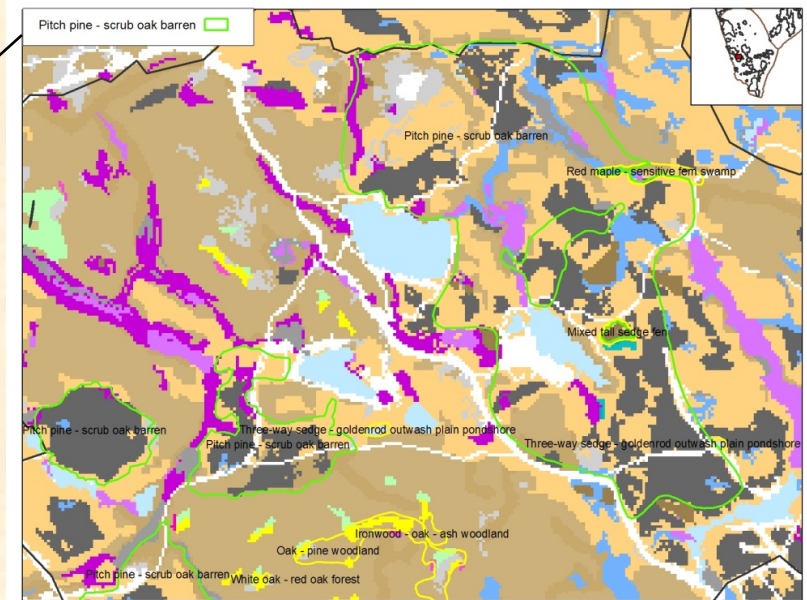 Pitch pine - scrub oak barren
Pitch pine - scrub oak barren
Red maple - sensitive fern swamp
Mixed tall sedge fen
Pitch pine - scrub oak barren
Three-way sedge - goldenrod outwash plain pondshore
Pitch pine - scrub oak barren
Three-way sedge - goldenrod outwash plain pondshore
Ironwood - oak - ash woodland
Oak - pine woodland
Pitch pine - scrub oak barren
White oak - red oak forest